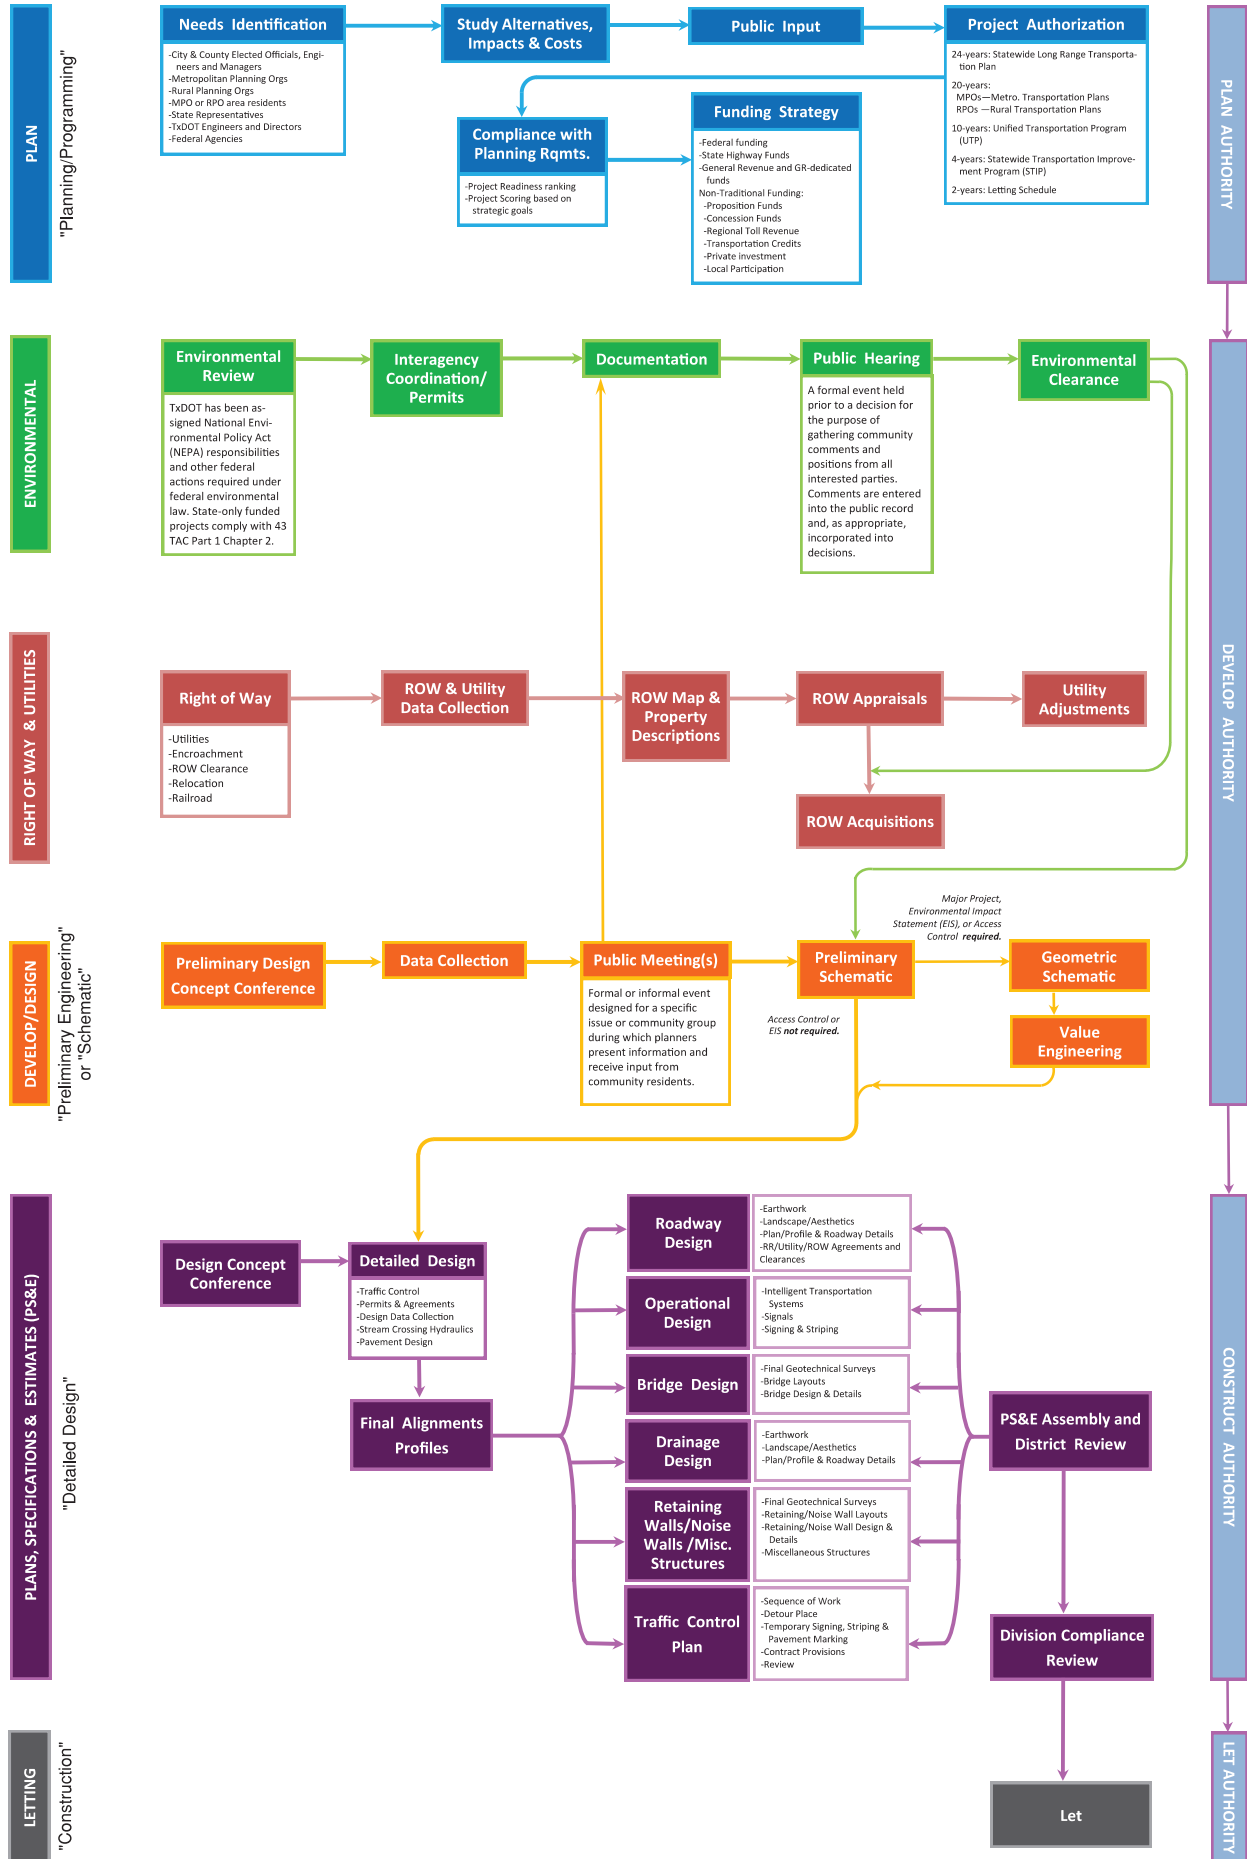 PLAN
"Planning/Programming"
Needs Identification
-City & County Elected Officials, Engi-
neers and Managers
-Metropolitan Planning Orgs
-Rural Planning Orgs
-MPO or RPO area residents
-State Representatives
-TxDOT Engineers and Directors
-Federal Agencies
Study Alternatives,
Impacts & Costs
Public Input
Project Authorization
24-years: Statewide Long Range Transporta-
tion Plan
20-years:
MPOs—Metro. Transportation Plans
RPOs —Rural Transportation Plans
10-years: Unified Transportation Program
(UTP)
4-years: Statewide Transportation Improve-
ment Program (STIP)
2-years: Letting Schedule
Compliance with
Planning Rqmts.
-Project Readiness ranking
-Project Scoring based on
strategic goals
Funding Strategy
-Federal funding
-State Highway Funds
-General Revenue and GR-dedicated
funds
Non-Traditional Funding:
-Proposition Funds
-Concession Funds
-Regional Toll Revenue
-Transportation Credits
-Private investment
-Local Participation
PLAN AUTHORITY
ENVIRONMENTAL
Environmental
Review
TxDOT has been as-
signed National Envi-
ronmental Policy Act
(NEPA) responsibilities
and other federal
actions required under
federal environmental
law. State-only funded
projects comply with 43
TAC Part 1 Chapter 2.
Interagency
Coordination/
Permits
Documentation
Public Hearing
A formal event held
prior to a decision for
the purpose of
gathering community
comments and
positions from all
interested parties.
Comments are entered
into the public record
and, as appropriate,
incorporated into
decisions.
Environmental
Clearance
DEVELOP AUTHORITY
RIGHT OF WAY & UTILITIES
Right of Way
-Utilities
-Encroachment
-ROW Clearance
-Relocation
-Railroad
ROW & Utility
Data Collection
ROW Map &
Property
Descriptions
ROW Appraisals
Utility
Adjustments
ROW Acquisitions
DEVELOP/DESIGN
"Preliminary Engineering"
or "Schematic"
Preliminary Design
Concept Conference
Data Collection
Public Meeting(s)
Formal or informal event
designed for a specific
issue or community group
during which planners
present information and
receive input from
community residents.
Preliminary
Schematic
Major Project,
Environmental Impact
Statement (EIS), or Access
Control required.
Geometric
Schematic
Access Control or
EIS not required.
Value
Engineering
PLANS, SPECIFICATIONS & ESTIMATES (PS&E)
"Detailed Design"
Design Concept
Conference
Detailed Design
-Traffic Control
-Permits & Agreements
-Design Data Collection
-Stream Crossing Hydraulics
-Pavement Design
Final Alignments
Profiles
Roadway
Design
-Earthwork
-Landscape/Aesthetics
-Plan/Profile & Roadway Details
-RR/Utility/ROW Agreements and
Clearances
Operational
Design
-Intelligent Transportation
Systems
-Signals
-Signing & Striping
Bridge Design
-Final Geotechnical Surveys
-Bridge Layouts
-Bridge Design & Details
Drainage
Design
-Earthwork
-Landscape/Aesthetics
-Plan/Profile & Roadway Details
Retaining
Walls/Noise
Walls /Misc.
Structures
-Final Geotechnical Surveys
-Retaining/Noise Wall Layouts
-Retaining/Noise Wall Design &
Details
-Miscellaneous Structures
Traffic Control
Plan
-Sequence of Work
-Detour Place
-Temporary Signing, Striping &
Pavement Marking
-Contract Provisions
-Review
PS&E Assembly and
District Review
Division Compliance
Review
CONSTRUCT AUTHORITY
LETTING
"Construction"
Let
LET AUTHORITY